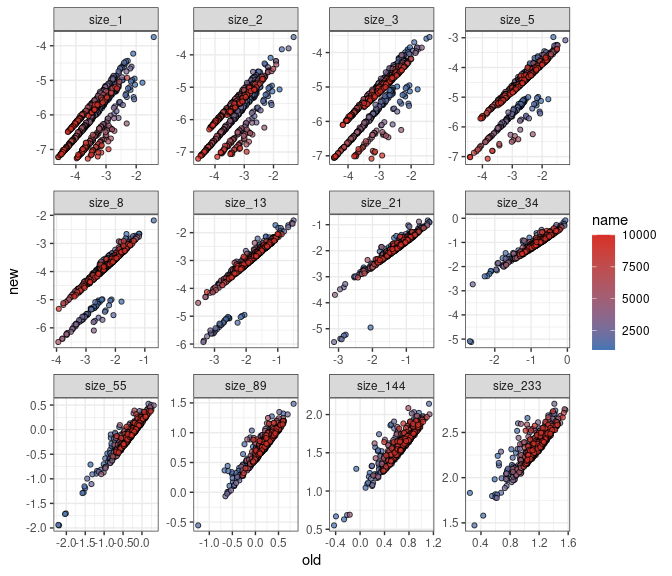 size_1 size_2 size_3 size_5
-4 -5 -6 -7
-4 -5 -6 -7
-4 -5 -6 -7
-3 -4 -5 -6 -7
-4 -3 -2
-4 -3 -2
-4 -3 -2
-4 -3 -2
size_8 size_13 size_21 size_34
-2 -3 -4 -5 -6
-2 -3 -4 -5 -6
-1 -2 -3 -4 -5
0 -1 -2 -3 -4 -5
-4 -3 -2 -1
-3 -2 -1
-3 -2 -1 0
-2 -1 0
size_55 size_89 size_144 size_233
0.5 0.0 -0.5 -1.0 -1.5 -2.0
1.5 1.0 0.5 0.0 -0.5
2.0 1.5 1.0 0.5
2.5 2.0 1.5
-2.0 -1.5 -1.0 -0.5 0.0
-1.0 -0.5 0.0 0.5
-0.4 0.0 0.4 0.8 1.2
0.4 0.8 1.2 1.6
new
old
name
10000
7500
5000
2500